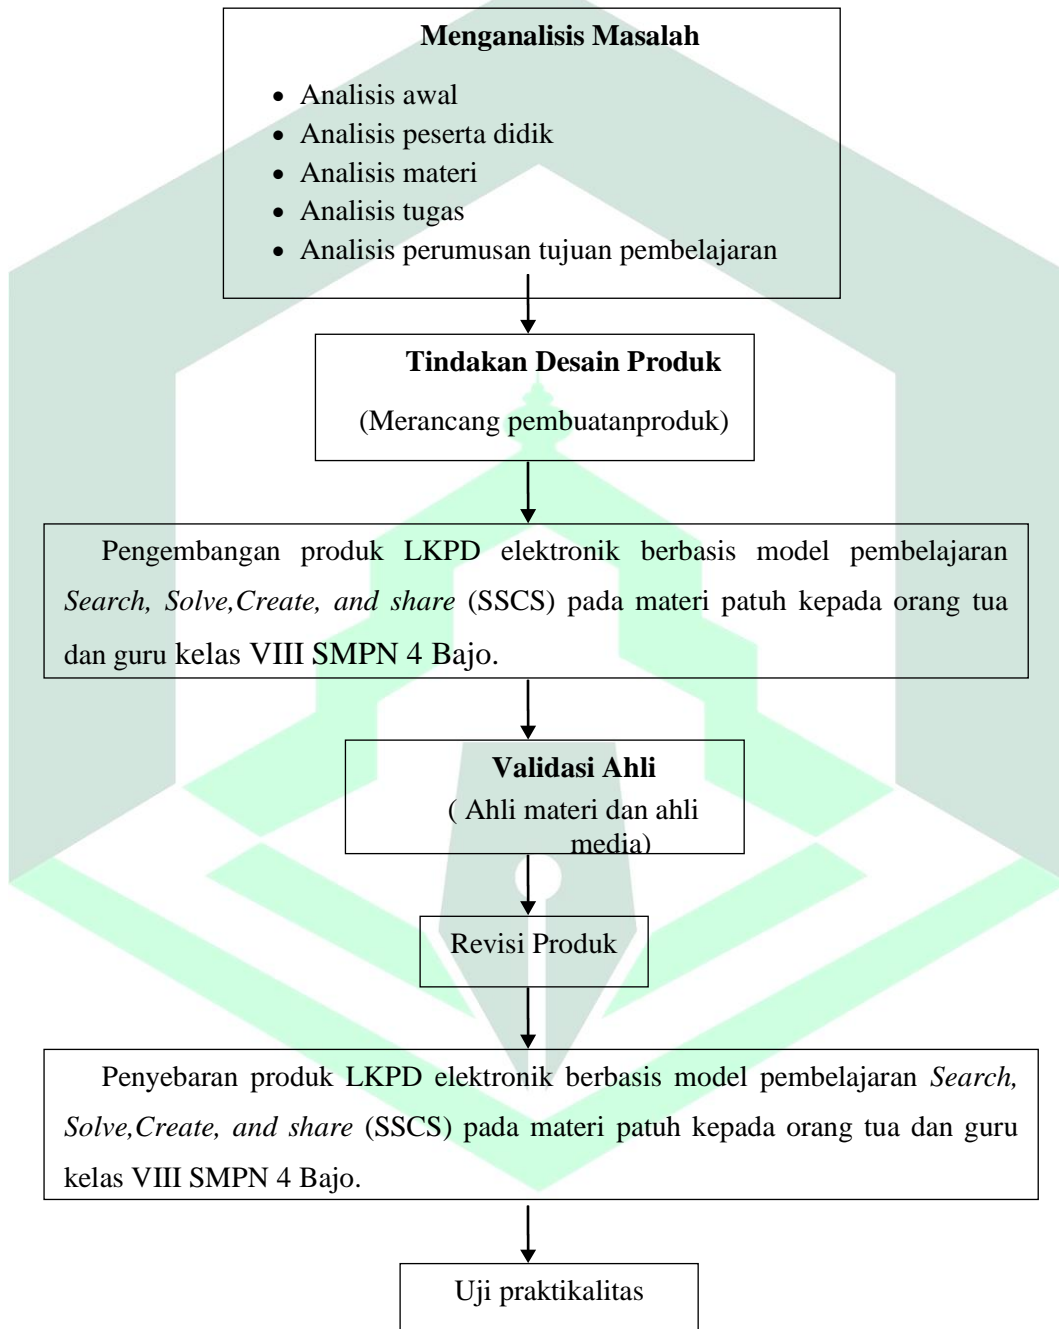 Menganalisis Masalah
• Analisis awal
• Analisis peserta didik
• Analisis materi
• Analisis tugas
• Analisis perumusan tujuan pembelajaran
Tindakan Desain Produk
(Merancang pembuatanproduk)
Pengembangan produk LKPD elektronik berbasis model pembelajaran
Search, Solve,Create, and share (SSCS) pada materi patuh kepada orang tua
dan guru kelas VIII SMPN 4 Bajo.
Validasi Ahli
( Ahli materi dan ahli
media)
Revisi Produk
Penyebaran produk LKPD elektronik berbasis model pembelajaran Search,
Solve,Create, and share (SSCS) pada materi patuh kepada orang tua dan guru
kelas VIII SMPN 4 Bajo.
Uji praktikalitas